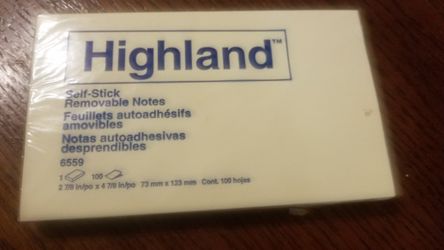 Highland™
Self-Stick
Removable Notes
Feuillets autoadhésifs
amovibles
Notas autoadhesivas
desprendibles
6559
1 100
2 7/8 in/po x 4 7/8 in/po 73 mm x 123 mm Cont. 100 hojas